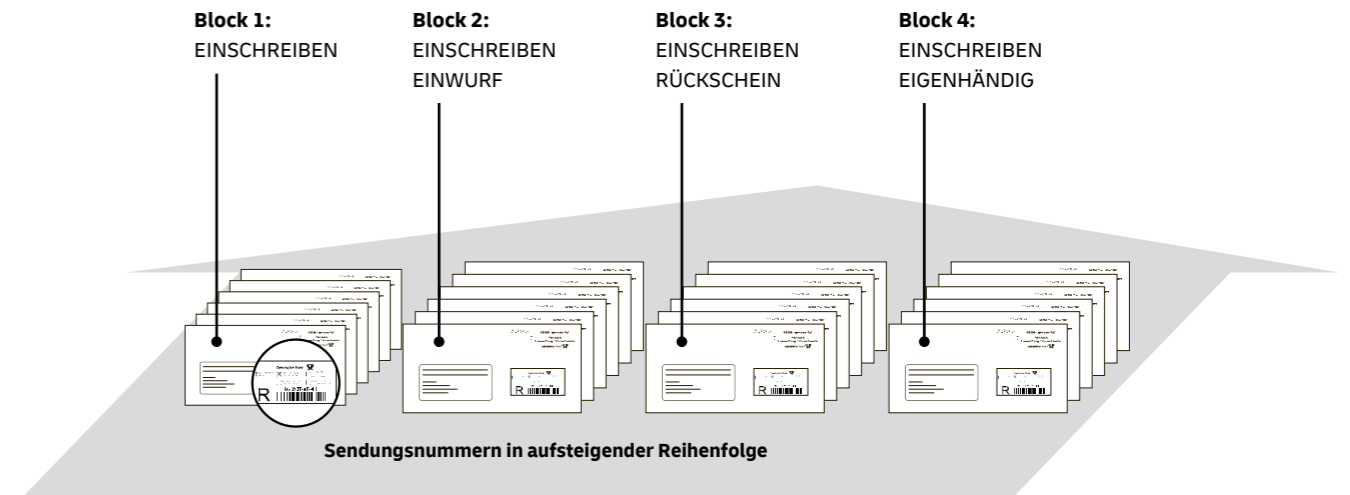 Block 1:
EINSCHREIBEN
Block 2:
EINSCHREIBEN
EINWURF
Block 3:
EINSCHREIBEN
RÜCKSCHEIN
Block 4:
EINSCHREIBEN
EIGENHÄNDIG
R
R
R
R
Sendungsnummern in aufsteigender Reihenfolge